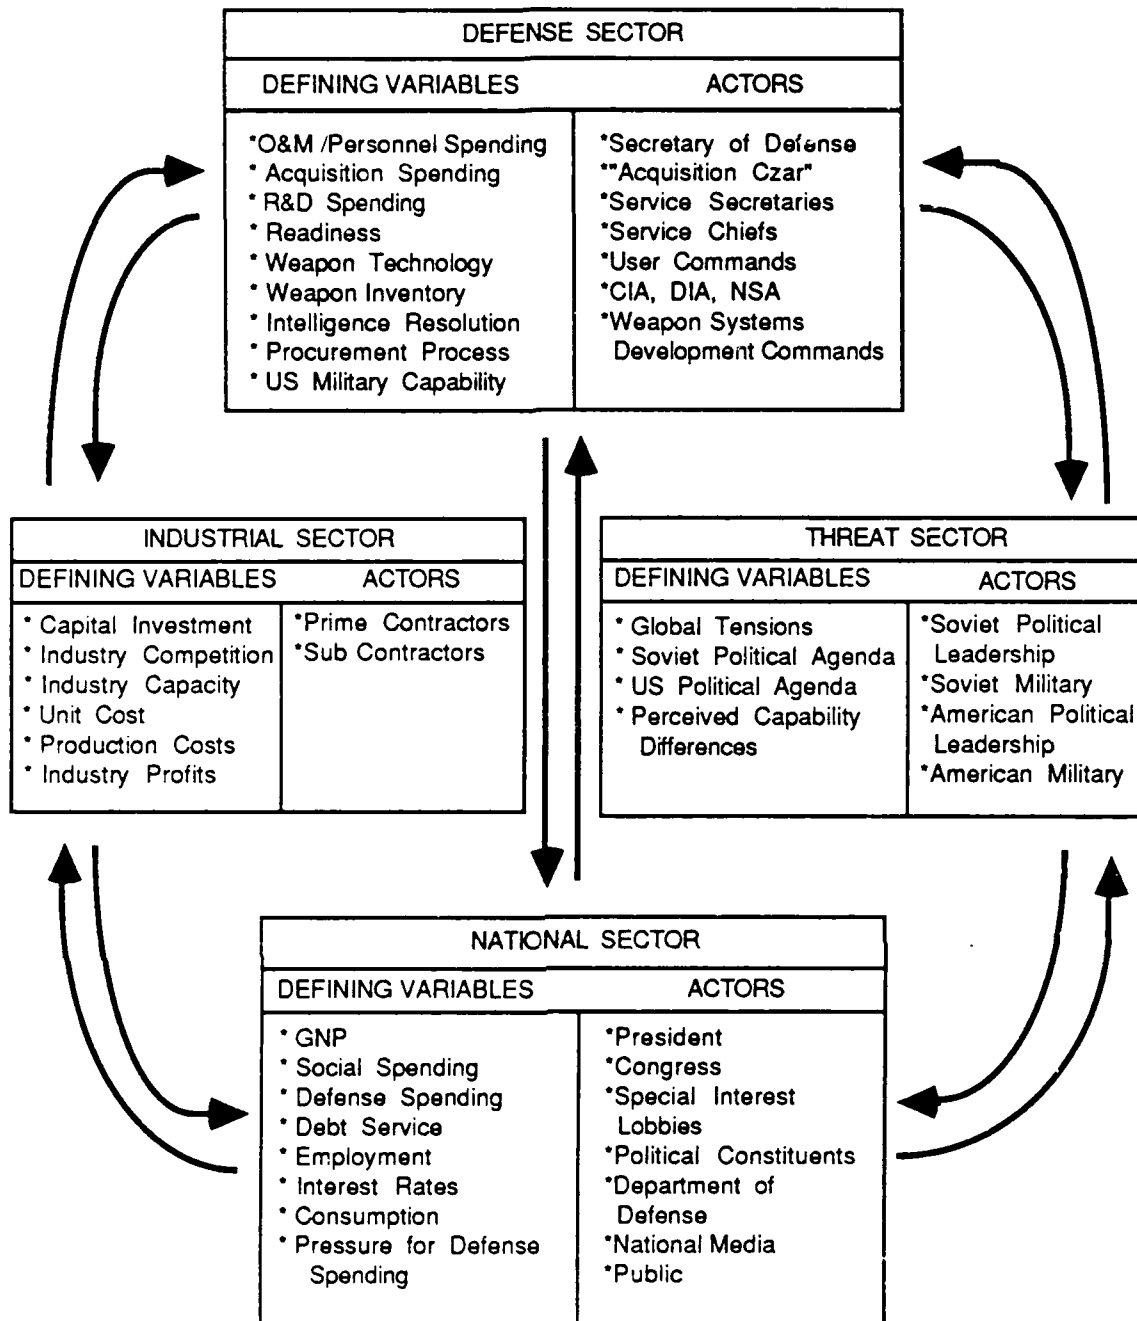 DEFENSE SECTOR
DEFINING VARIABLES
ACTORS
*O&M /Personnel Spending
* Acquisition Spending
* R&D Spending
* Readiness
* Weapon Technology
* Weapon Inventory
* Intelligence Resolution
* Procurement Process
* US Military Capability
*Secretary of Defense
*"Acquisition Czar"
*Service Secretaries
*Service Chiefs
*User Commands
*CIA, DIA, NSA
*Weapon Systems
Development Commands
INDUSTRIAL SECTOR
DEFINING VARIABLES
ACTORS
* Capital Investment
* Industry Competition
* Industry Capacity
* Unit Cost
* Production Costs
* Industry Profits
*Prime Contractors
*Sub Contractors
THREAT SECTOR
DEFINING VARIABLES
ACTORS
* Global Tensions
* Soviet Political Agenda
* US Political Agenda
* Perceived Capability
Differences
*Soviet Political
Leadership
*Soviet Military
*American Political
Leadership
*American Military
NATIONAL SECTOR
DEFINING VARIABLES
ACTORS
* GNP
* Social Spending
* Defense Spending
* Debt Service
* Employment
* Interest Rates
* Consumption
* Pressure for Defense
Spending
*President
*Congress
*Special Interest
Lobbies
*Political Constituents
*Department of
Defense
*National Media
*Public